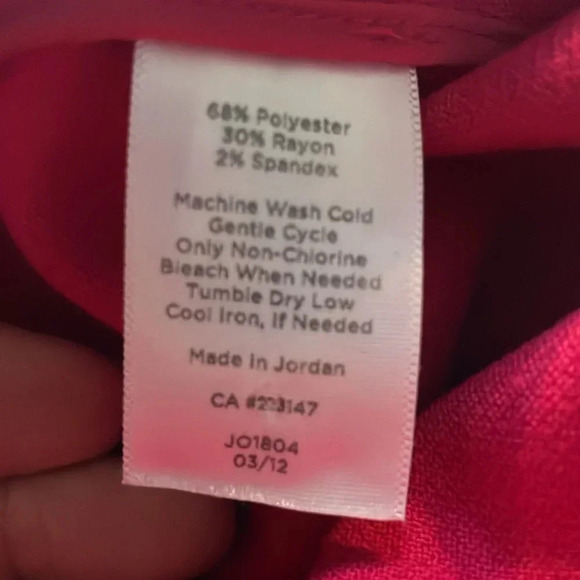 68% Polyester
30% Rayon
2% Spandex
Machine Wash Cold
Gentle Cycle
Only Non-Chlorine
Bleach When Needed
Tumble Dry Low
Cool Iron, If Needed
Made In Jordan
CA
JO1804
03/12